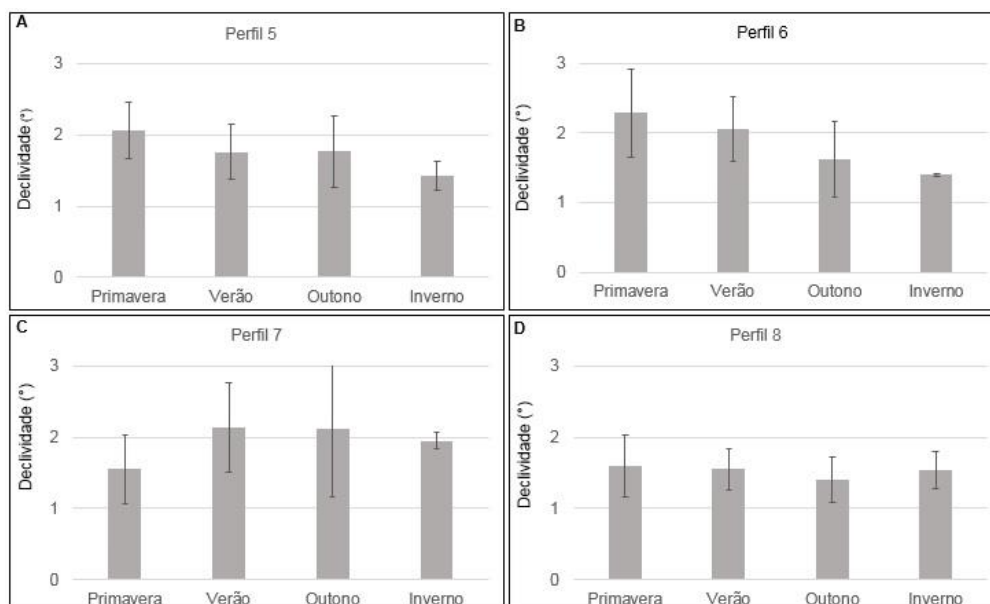 A
Perfil 5
Declividade (°)
3
2
1
0
Primavera Verão Outono Inverno
B
Perfil 6
Declividade (°)
3
2
1
0
Primavera Verão Outono Inverno
C
Perfil 7
Declividade (°)
3
2
1
0
Primavera Verão Outono Inverno
D
Perfil 8
Declividade (°)
3
2
1
0
Primavera Verão Outono Inverno